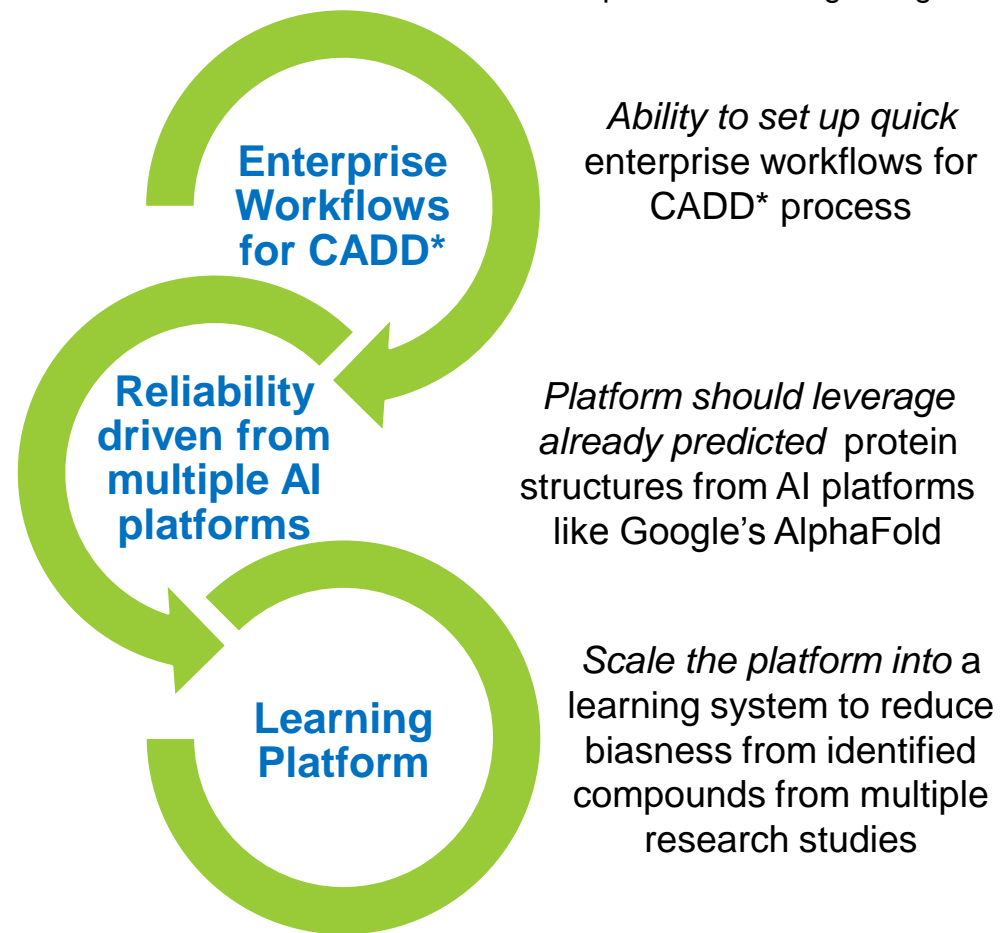 Enterprise
Workflows
for CADD*
Ability to set up quick
enterprise workflows for
CADD* process
Reliability
driven from
multiple AI
platforms
Platform should leverage
already predicted protein
structures from AI platforms
like Google’s AlphaFold
Learning
Platform
Scale the platform into a
learning system to reduce
biasness from identified
compounds from multiple
research studies